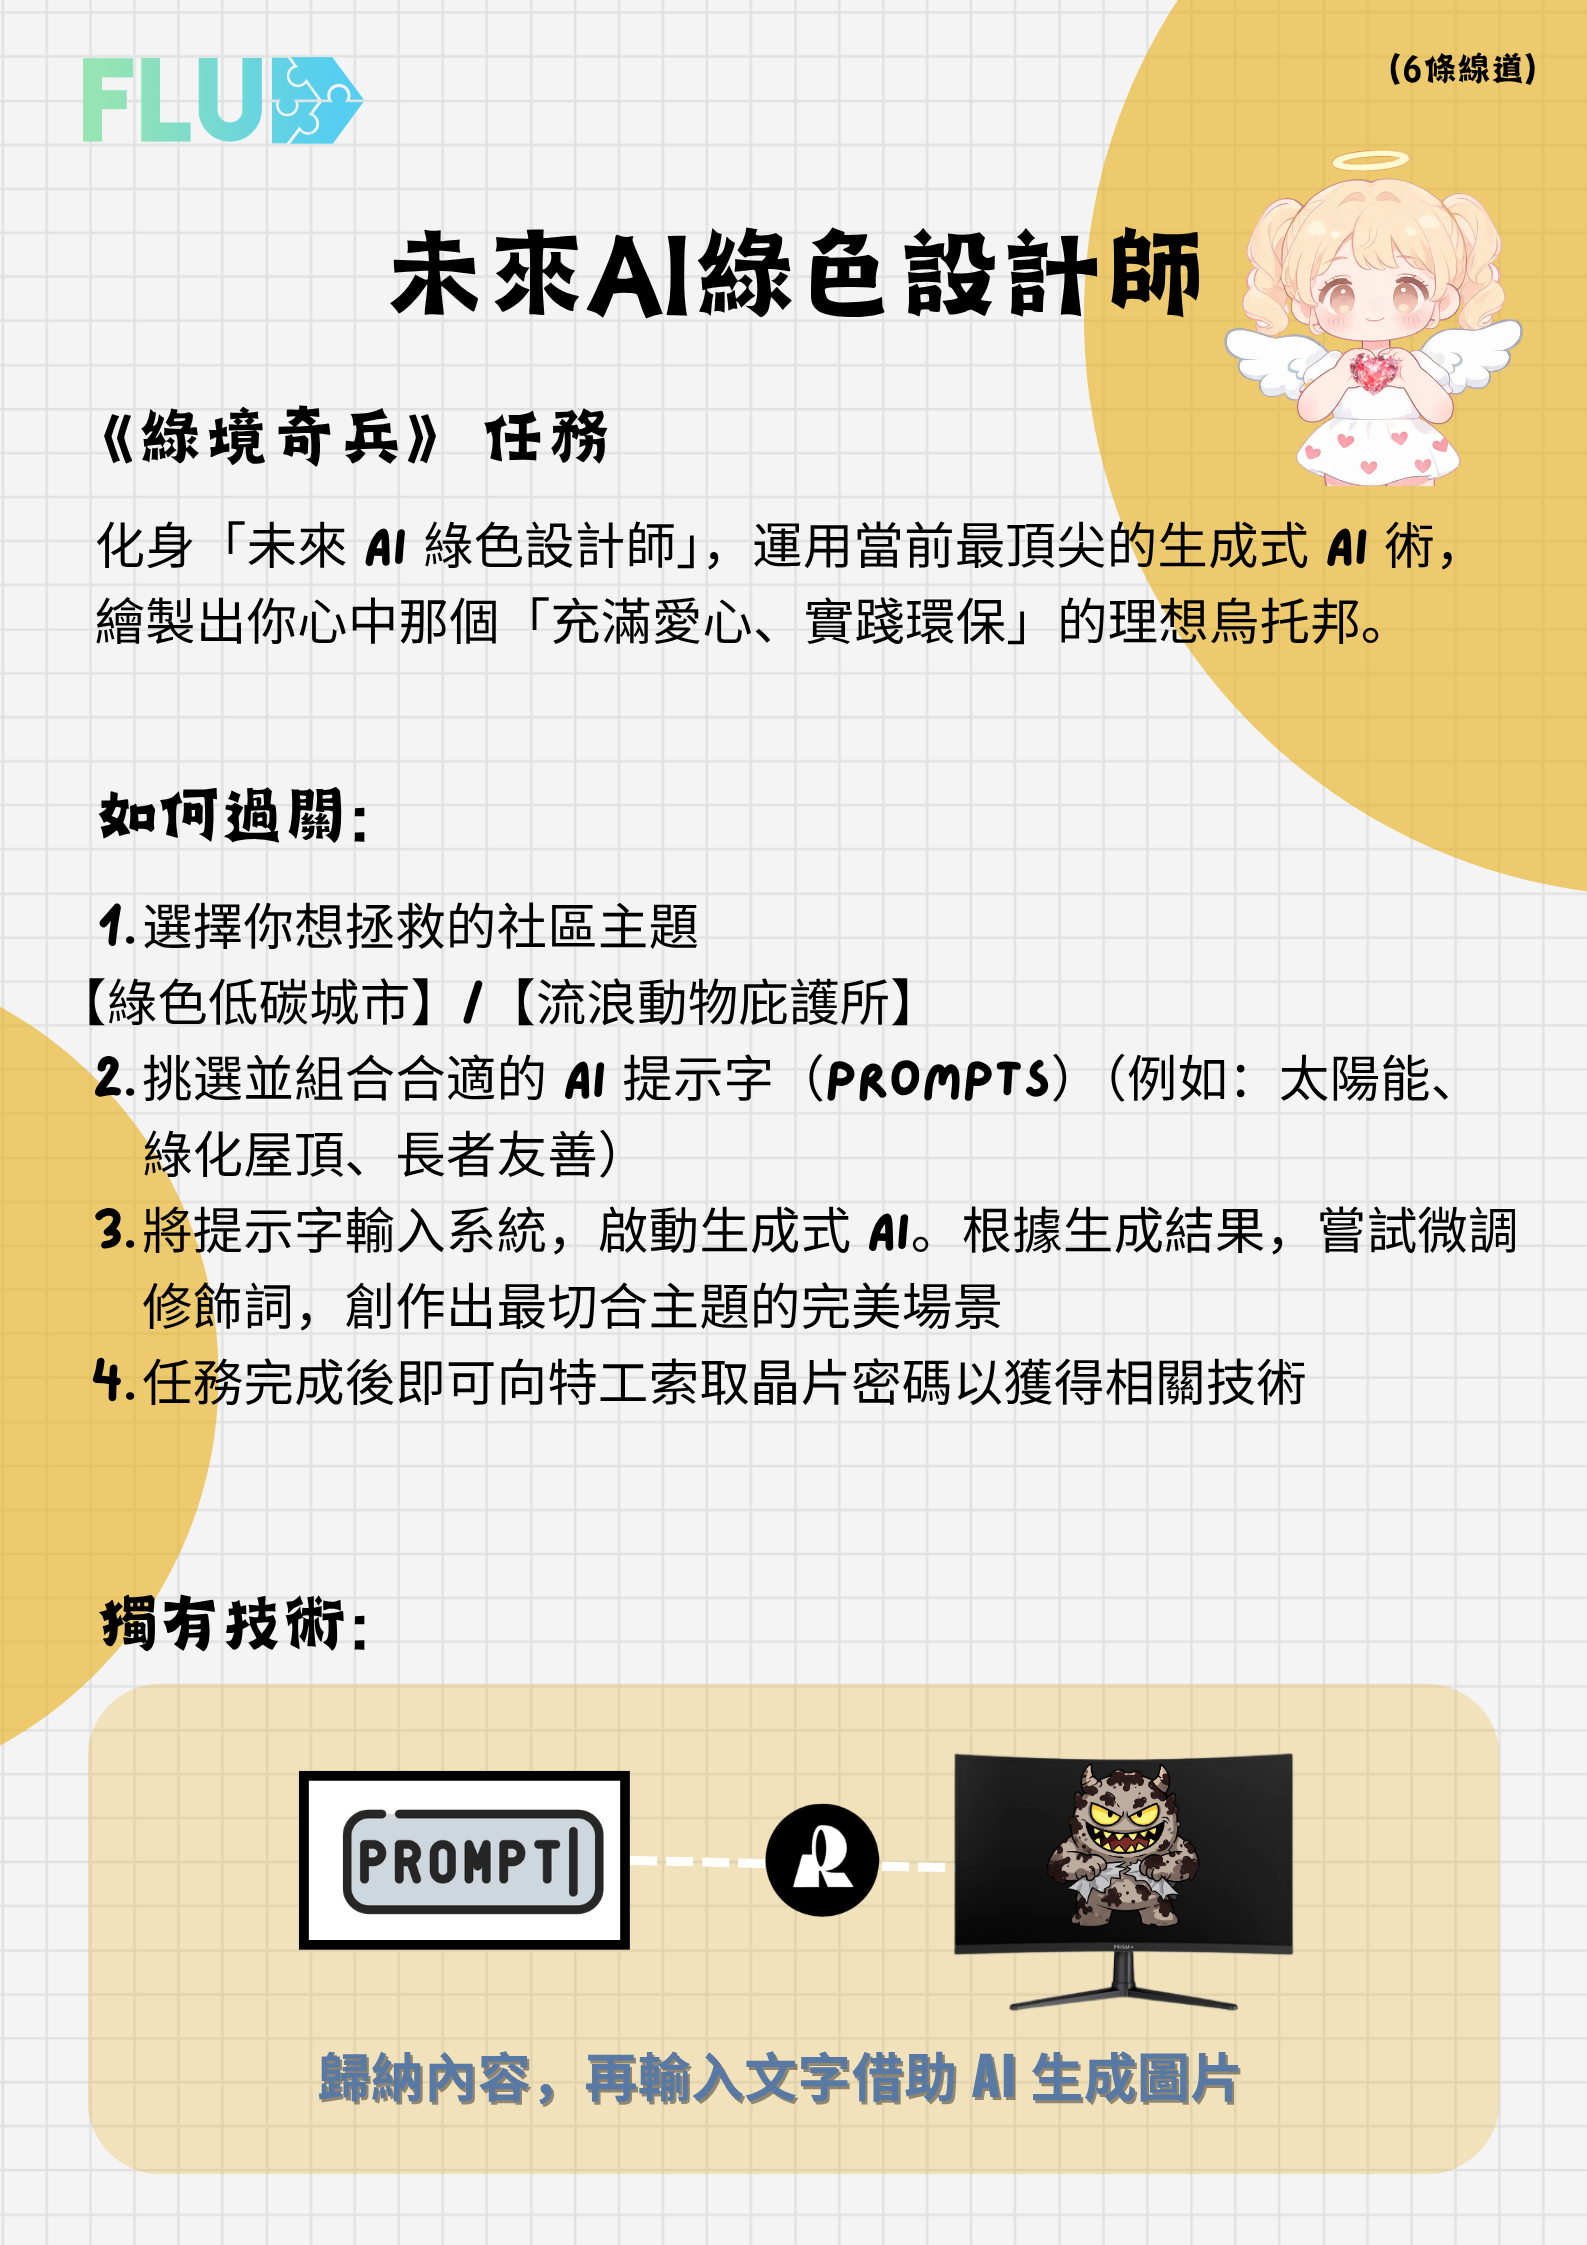 FLU
(6條線道)
未來AI綠色設計師
《綠境奇兵》 任務
化身「未來 AI 綠色設計師」，運用當前最頂尖的生成式 AI 術，
繪製出你心中那個「充滿愛心、實踐環保」的理想烏托邦。
如何過關：
1.選擇你想拯救的社區主題
【綠色低碳城市】/【流浪動物庇護所】
2.挑選並組合合適的 AI 提示字（PROMPTS）（例如：太陽能、
綠化屋頂、長者友善）
3.將提示字輸入系統，啟動生成式 AI。根據生成結果，嘗試微調
修飾詞，創作出最切合主題的完美場景
4.任務完成後即可向特工索取晶片密碼以獲得相關技術
獨有技術：
PROMPT
PRISM+
歸納內容，再輸入文字借助 AI 生成圖片